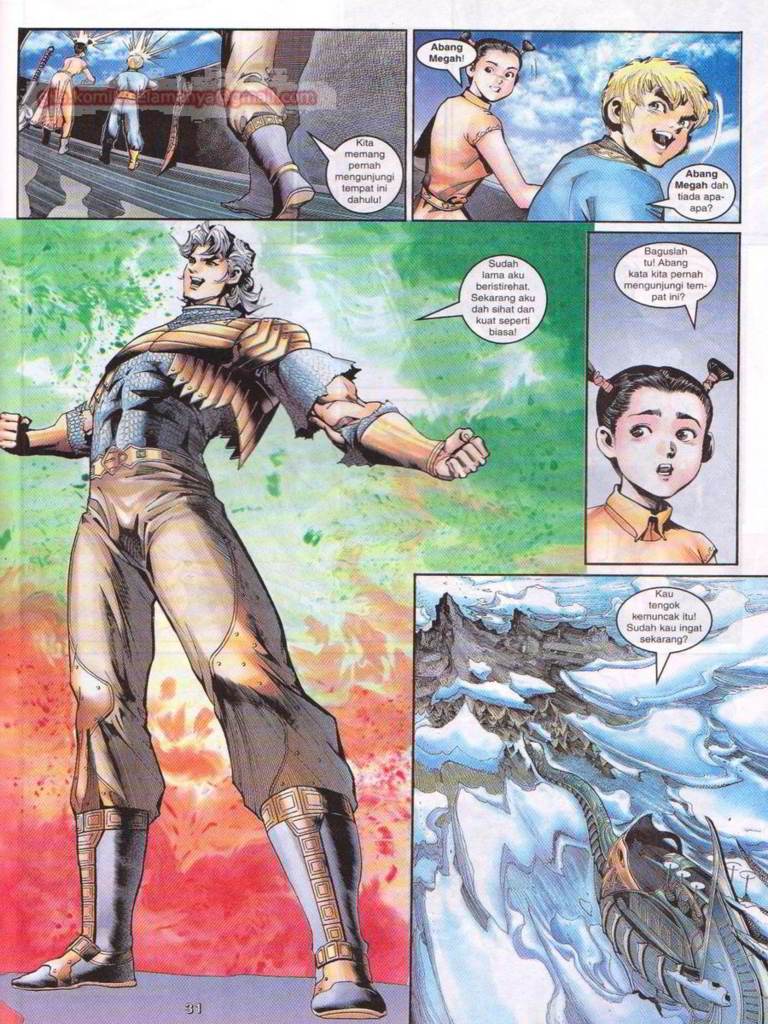 Kita
memang
pernah
mengunjungi
tempat ini
dahulu!
Abang
Megah!
Abang
Megah dah
tiada apa-
apa?
Sudah
lama aku
beristirehat.
Sekarang aku
dah sihat dan
kuat seperti
biasa!
Baguslah
tu! Abang
kata kita pernah
mengunjungi tem-
pat ini?
Kau
tengok
kemuncak itu!
Sudah kau ingat
sekarang?
31